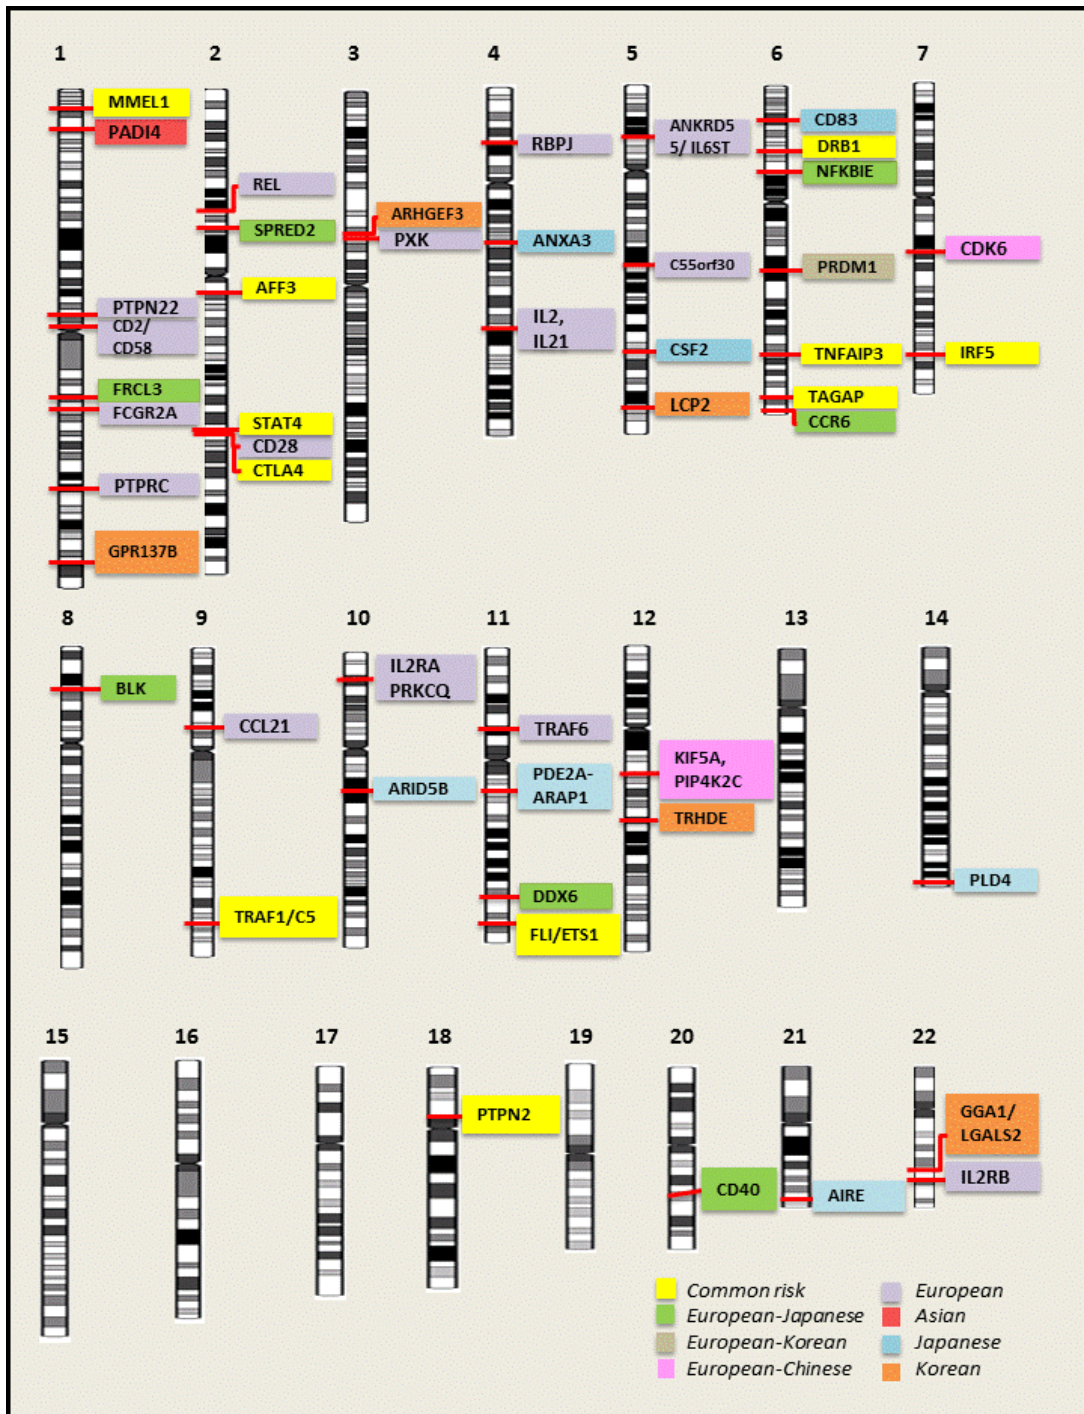 1
2
3
4
5
6
7
MMEL1
PADI4
REL
SPRED2
AFF3
PTPN22
CD2/
CD58
FRCL3
FCGR2A
STAT4
CD28
CTLA4
PTPRC
GPR137B
ARHGEF3
PXK
RBPJ
ANXA3
IL2,
IL21
ANKRD5
5/ IL6ST
C55orf30
CSF2
LCP2
CD83
DRB1
NFKBIE
PRDM1
TNFAIP3
TAGAP
CCR6
CDK6
IRF5
8
9
10
11
12
13
14
BLK
CCL21
TRAF1/C5
IL2RA
PRKCQ
ARID5B
TRAF6
PDE2A-
ARAP1
DDX6
FLI/ETS1
KIF5A,
PIP4K2C
TRHDE
PLD4
15
16
17
18
19
20
21
22
PTPN2
CD40
AIRE
GGA1/
LGALS2
IL2RB
Common risk
European-Japanese
European-Korean
European-Chinese
European
Asian
Japanese
Korean